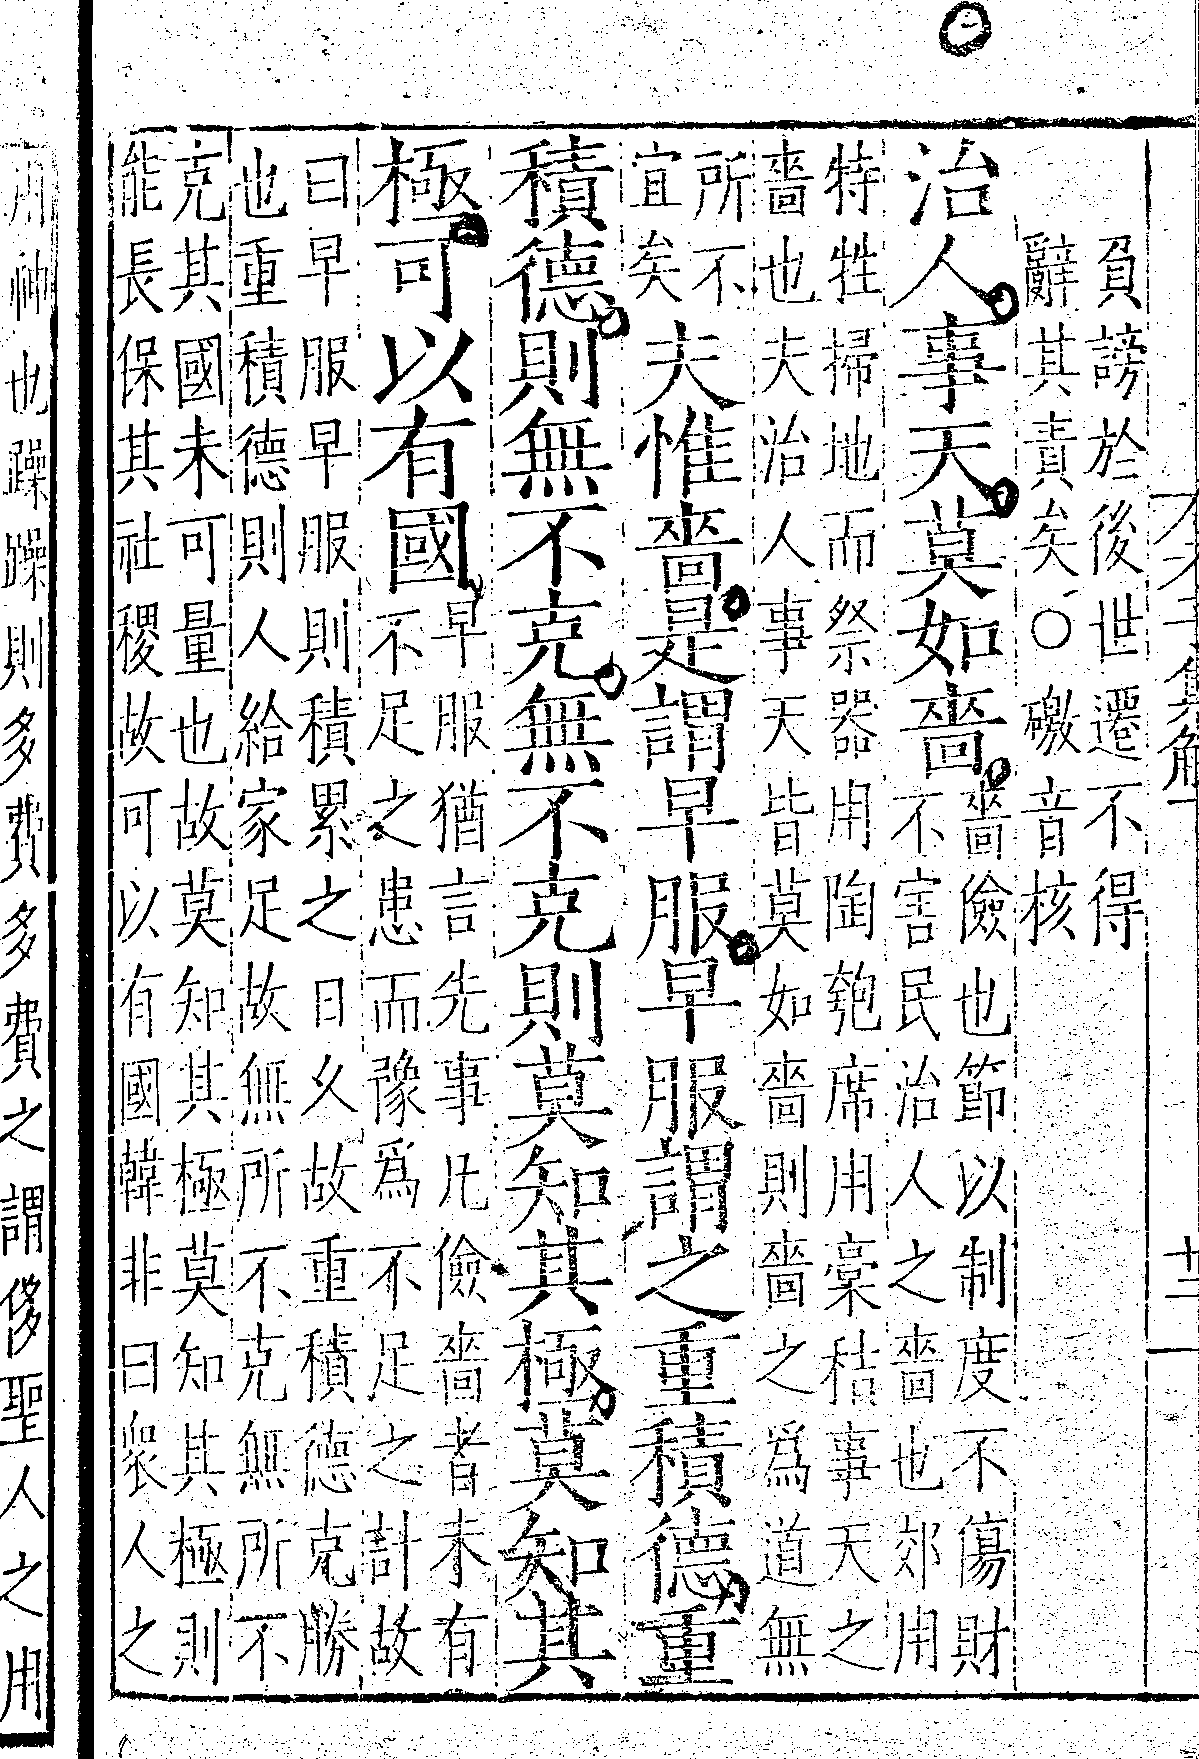 老子集解下
廿二
負謗於後世還不得
辭其責矣○礉音核
治人事天莫如嗇
嗇儉也節以制度不傷財
不害民治人之嗇也郊用
特牲掃地而祭器用陶匏席用稾秸事天之
嗇也夫治人事天皆莫如嗇則嗇之爲道無
所不
宜矣
夫惟嗇是謂早服早服謂之重積德重
積德則無不克無不克則莫知其極莫知其
極可以有國
早服猶言先事凡儉嗇者未有
不足之患而豫爲不足之計故
曰早服早服則積累之日久故重積德克勝
也重積德則人給家足故無所不克無所不
克其國未可量也故莫知其極莫知其極則
能長保其社稷故可以有國韓非曰衆人之
用神也躁躁則多費多費之謂侈聖人之用